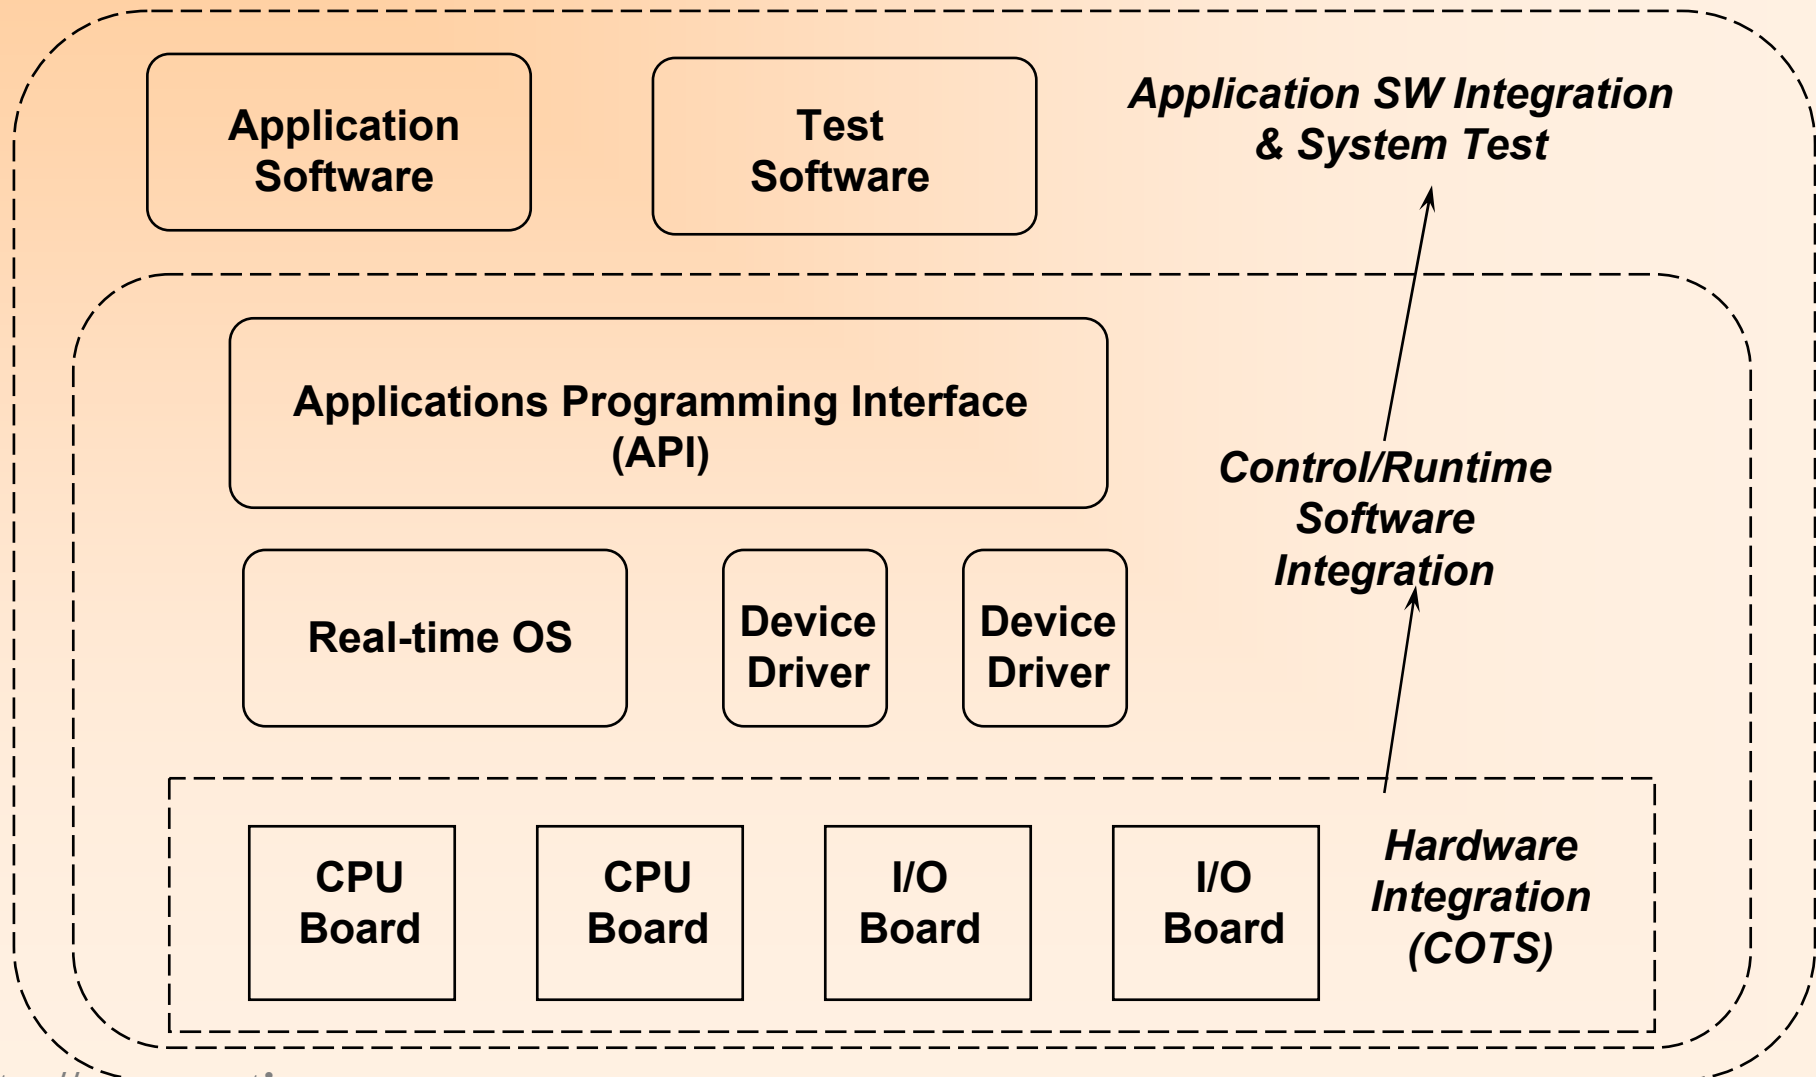 Application
Software
Test
Software
Application SW Integration
& System Test
Applications Programming Interface
(API)
Control/Runtime
Software
Integration
Real-time OS
Device
Driver
Device
Driver
CPU
Board
CPU
Board
I/O
Board
I/O
Board
Hardware
Integration
(COTS)